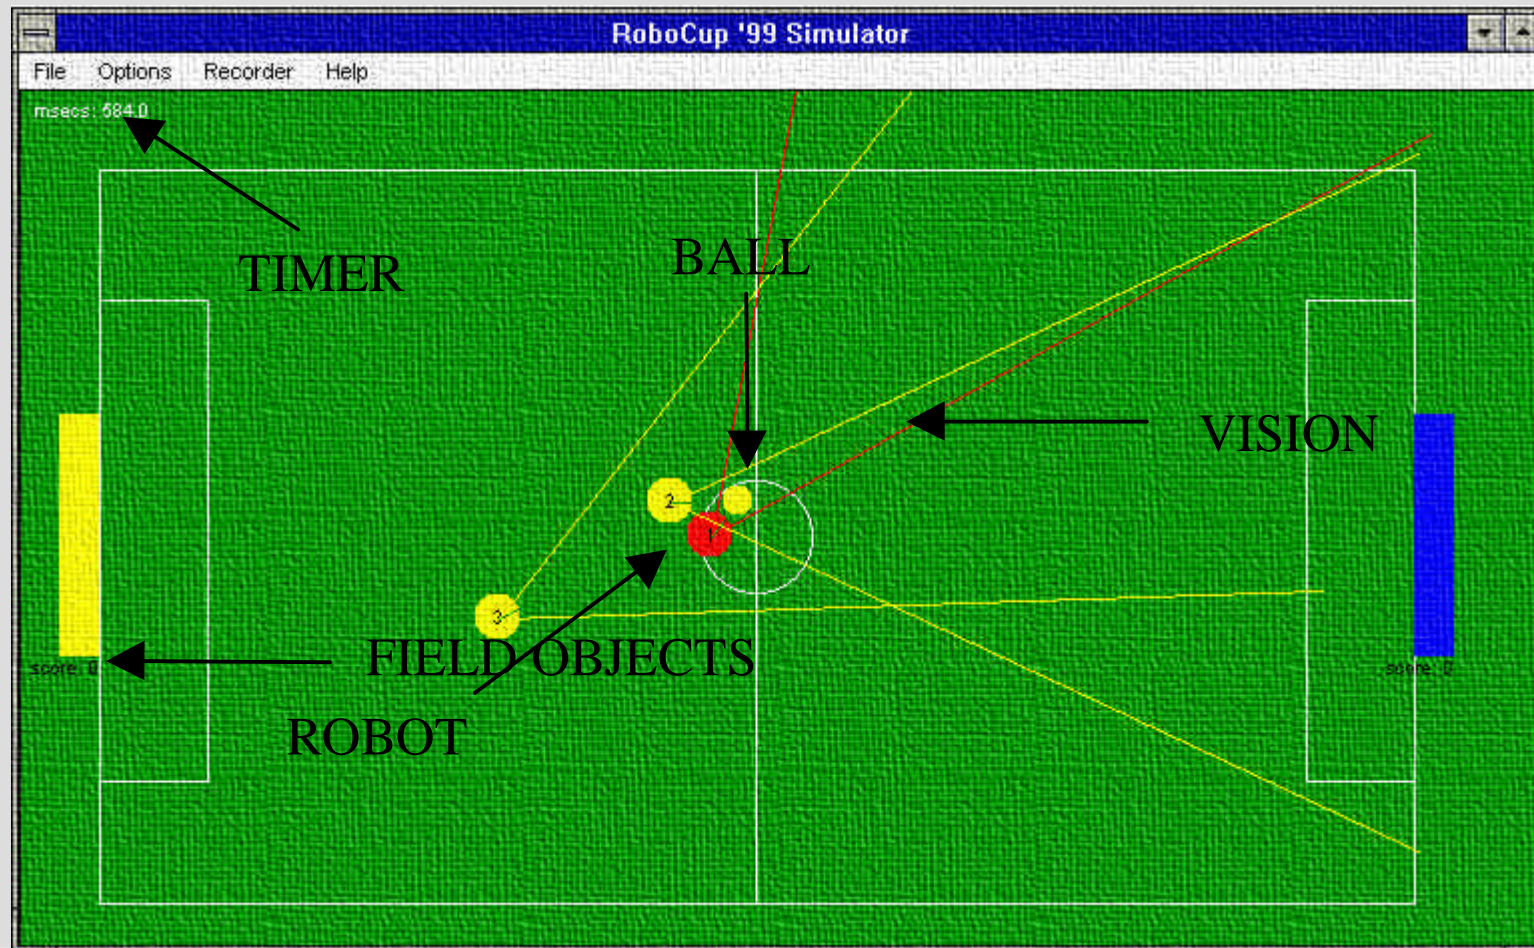 RoboCup '99 Simulator
File Options Recorder Help
msecs: 584.0
BALL
TIMER
VISION
2
1
3
FIELD OBJECTS
score: 0
score: 0
ROBOT